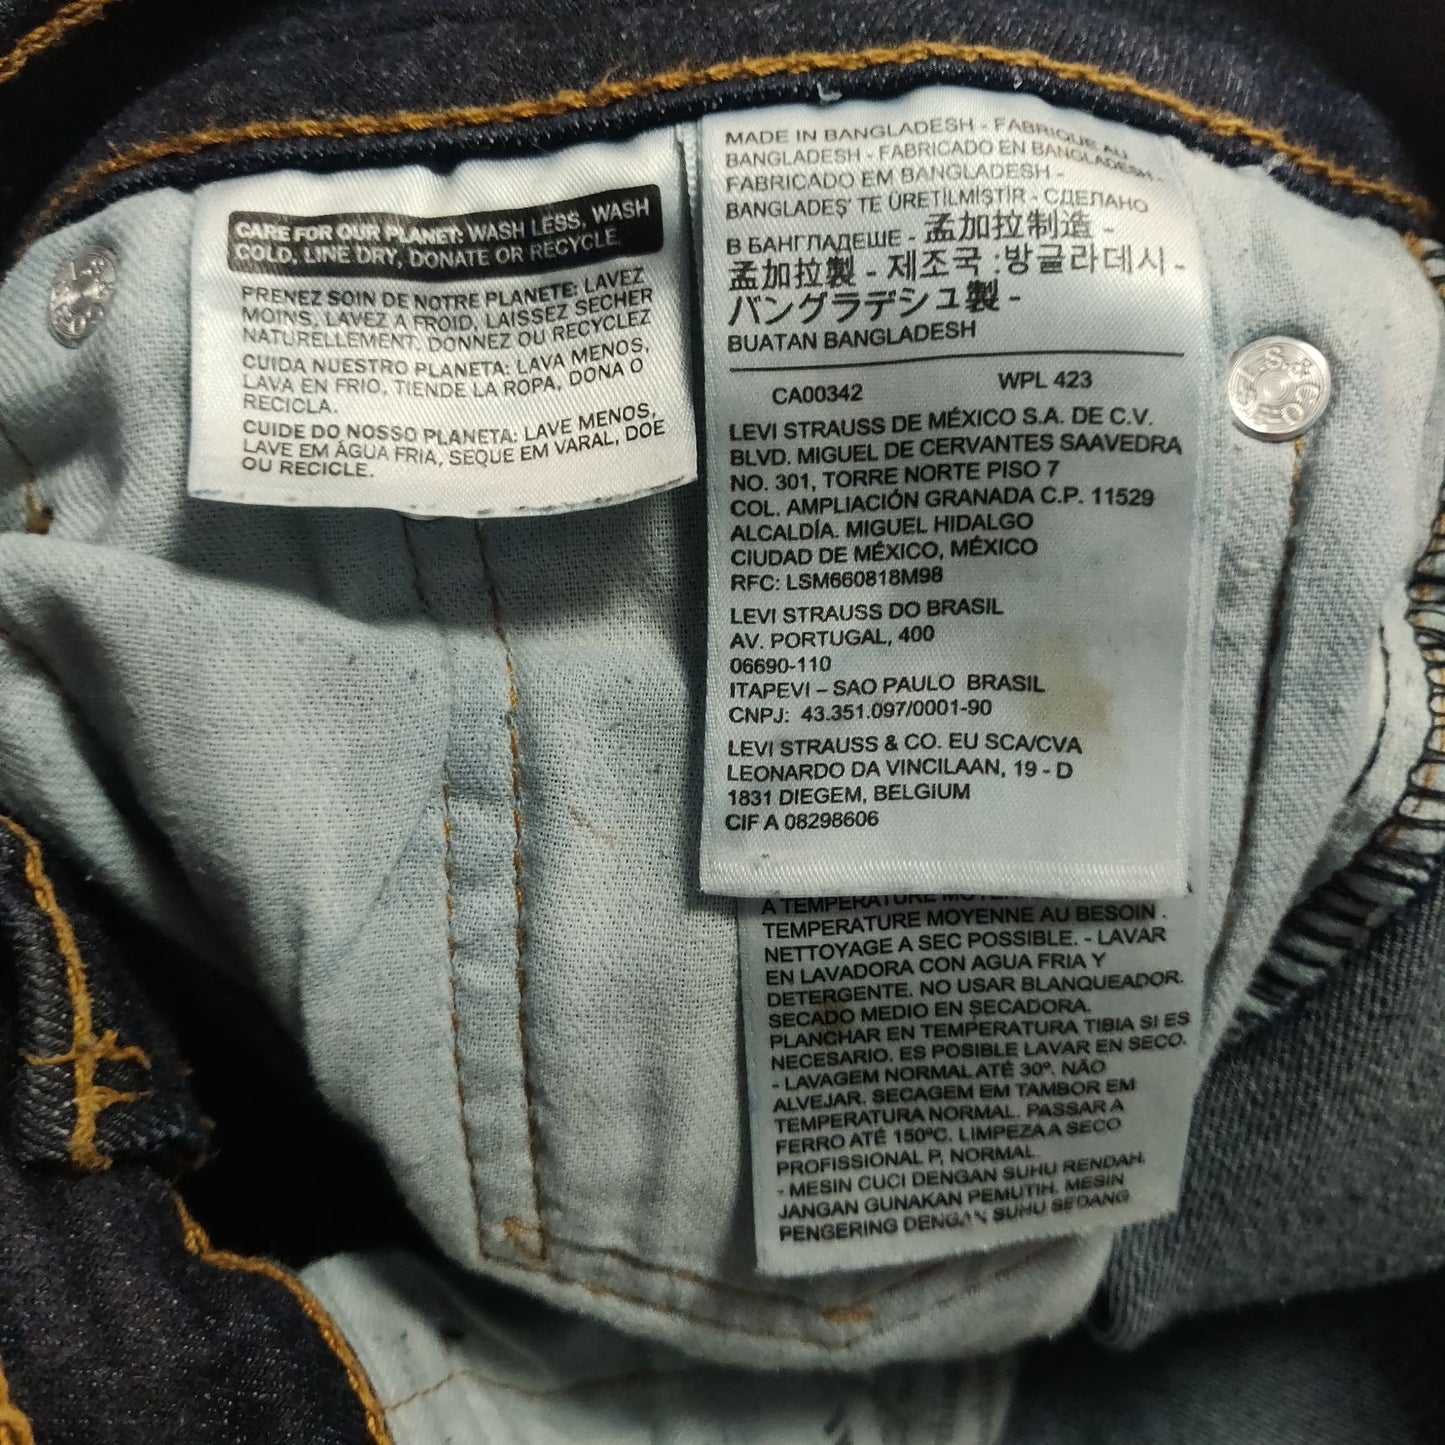 CARE FOR OUR PLANET: WASH LESS, WASH
COLD, LINE DRY, DONATE OR RECYCLE.
PRENEZ SOIN DE NOTRE PLANETE: LAVEZ
MOINS, LAVEZ A FROID, LAISSEZ SECHER
NATURELLEMENT: DONNEZ OU RECYCLEZ
CUIDA NUESTRO PLANETA: LAVA MENOS,
LAVA EN FRIO, TIENDE LA ROPA, DONA O
RECICLA.
CUIDE DO NOSSO PLANETA: LAVE MENOS,
LAVE EM ÁGUA FRIA, SEQUE EM VARAL, DOE
OU RECICLE.
MADE IN BANGLADESH - FABRIQUE AU
BANGLADESH - FABRICADO EN BANGLADESH -
FABRICADO EM BANGLADESH -
BANGLADEŞ' TE ÜRETİLMİŞTİR - СДЕЛАНО
В БАНГЛАДЕШЕ - 孟加拉制造 -
孟加拉製 - 제조국 :방글라데시 -
バングラデシュ製 -
BUATAN BANGLADESH
CA00342 WPL 423
LEVI STRAUSS DE MÉXICO S.A. DE C.V.
BLVD. MIGUEL DE CERVANTES SAAVEDRA
NO. 301, TORRE NORTE PISO 7
COL. AMPLIACIÓN GRANADA C.P. 11529
ALCALDÍA. MIGUEL HIDALGO
CIUDAD DE MÉXICO, MÉXICO
RFC: LSM660818M98
LEVI STRAUSS DO BRASIL
AV. PORTUGAL, 400
06690-110
ITAPEVI – SAO PAULO BRASIL
CNPJ: 43.351.097/0001-90
LEVI STRAUSS & CO. EU SCA/CVA
LEONARDO DA VINCILAAN, 19 - D
1831 DIEGEM, BELGIUM
CIF A 08298606
A TEMPERATURE
TEMPERATURE MOYENNE AU BESOIN .
NETTOYAGE A SEC POSSIBLE. - LAVAR
EN LAVADORA CON AGUA FRIA Y
DETERGENTE. NO USAR BLANQUEADOR.
SECADO MEDIO EN SECADORA.
PLANCHAR EN TEMPERATURA TIBIA SI ES
NECESARIO. ES POSIBLE LAVAR EN SECO.
- LAVAGEM NORMAL ATÉ 30º. NÃO
ALVEJAR. SECAGEM EM TAMBOR EM
TEMPERATURA NORMAL. PASSAR A
FERRO ATÉ 150ºC. LIMPEZA A SECO
PROFISSIONAL P, NORMAL.
- MESIN CUCI DENGAN SUHU RENDAH.
JANGAN GUNAKAN PEMUTIH. MESIN
PENGERING DENGAN SUHU SEDANG